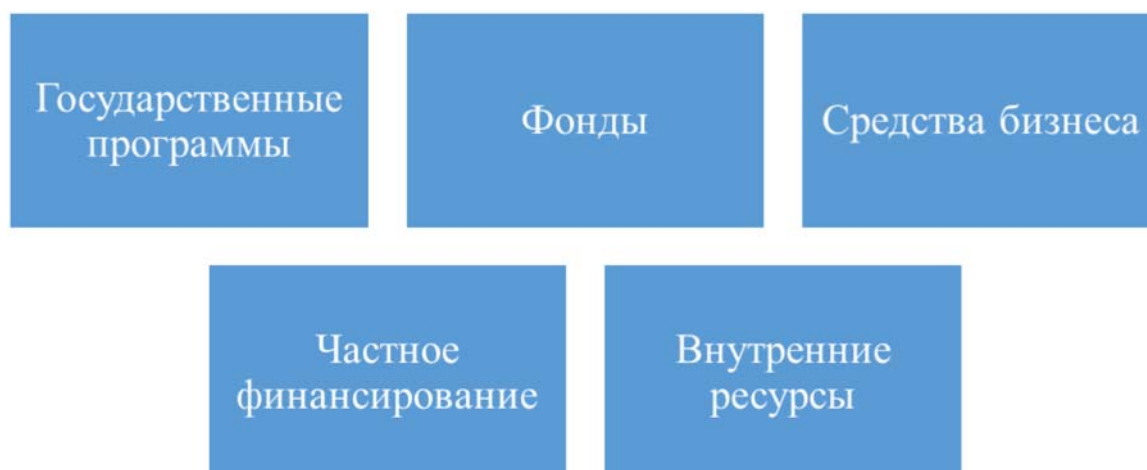 Государственные
программы
Фонды
Средства бизнеса
Частное
финансирование
Внутренние
ресурсы